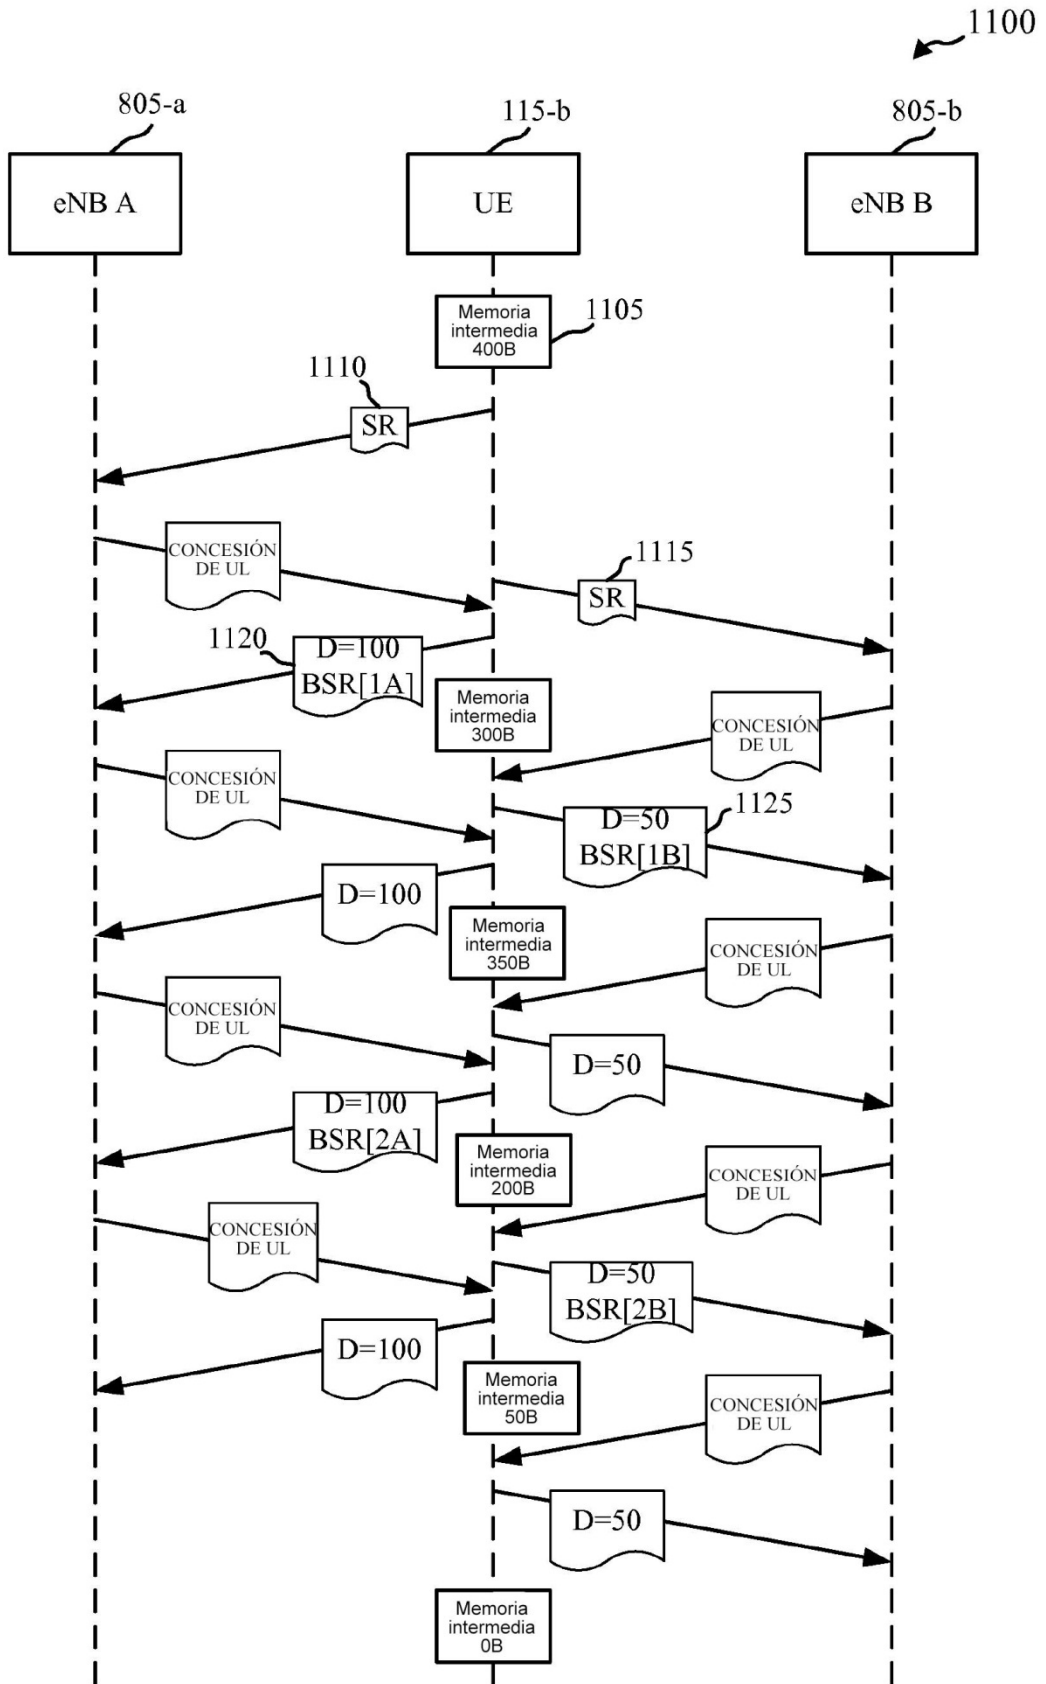 1100
805-a
115-b
805-b
eNB A
UE
eNB B
Memoria
intermedia
400B
1105
1110
SR
CONCESIÓN
DE UL
1115
SR
1120
D=100
BSR[1A]
Memoria
intermedia
300B
CONCESIÓN
DE UL
CONCESIÓN
DE UL
D=50
BSR[1B]
1125
D=100
Memoria
intermedia
350B
CONCESIÓN
DE UL
CONCESIÓN
DE UL
D=50
D=100
BSR[2A]
Memoria
intermedia
200B
CONCESIÓN
DE UL
CONCESIÓN
DE UL
D=50
BSR[2B]
D=100
Memoria
intermedia
50B
CONCESIÓN
DE UL
D=50
Memoria
intermedia
0B